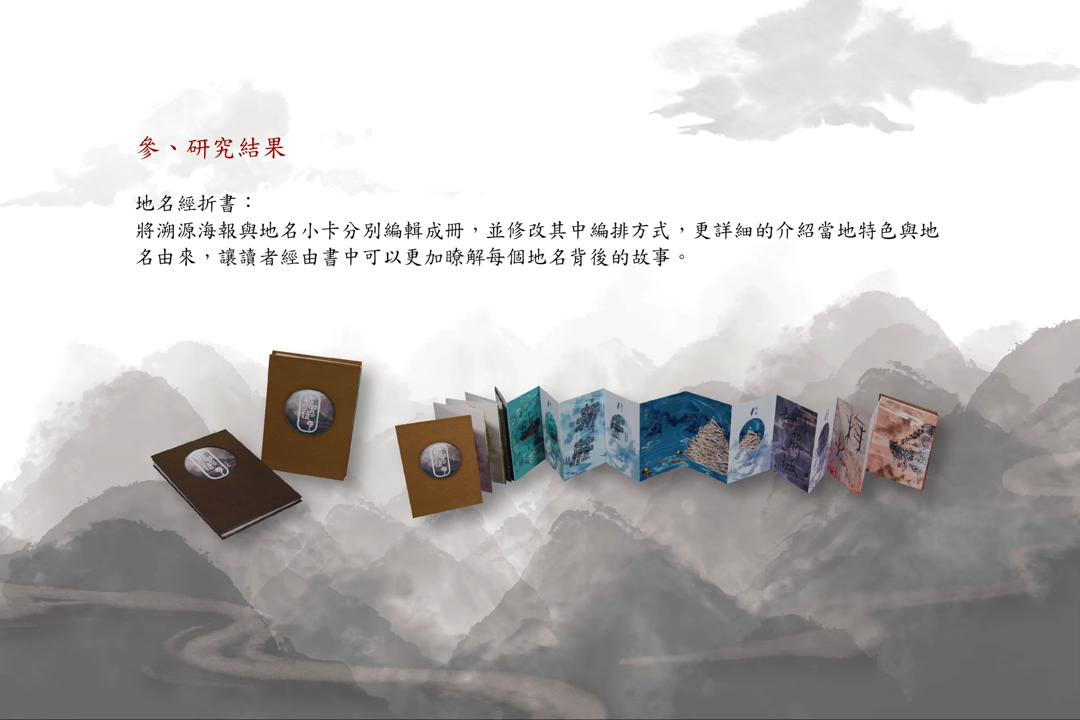 參、研究結果
地名經折書：
將溯源海報與地名小卡分別編輯成冊，並修改其中編排方式，更詳細的介紹當地特色與地
名由來，讓讀者經由書中可以更加瞭解每個地名背後的故事。